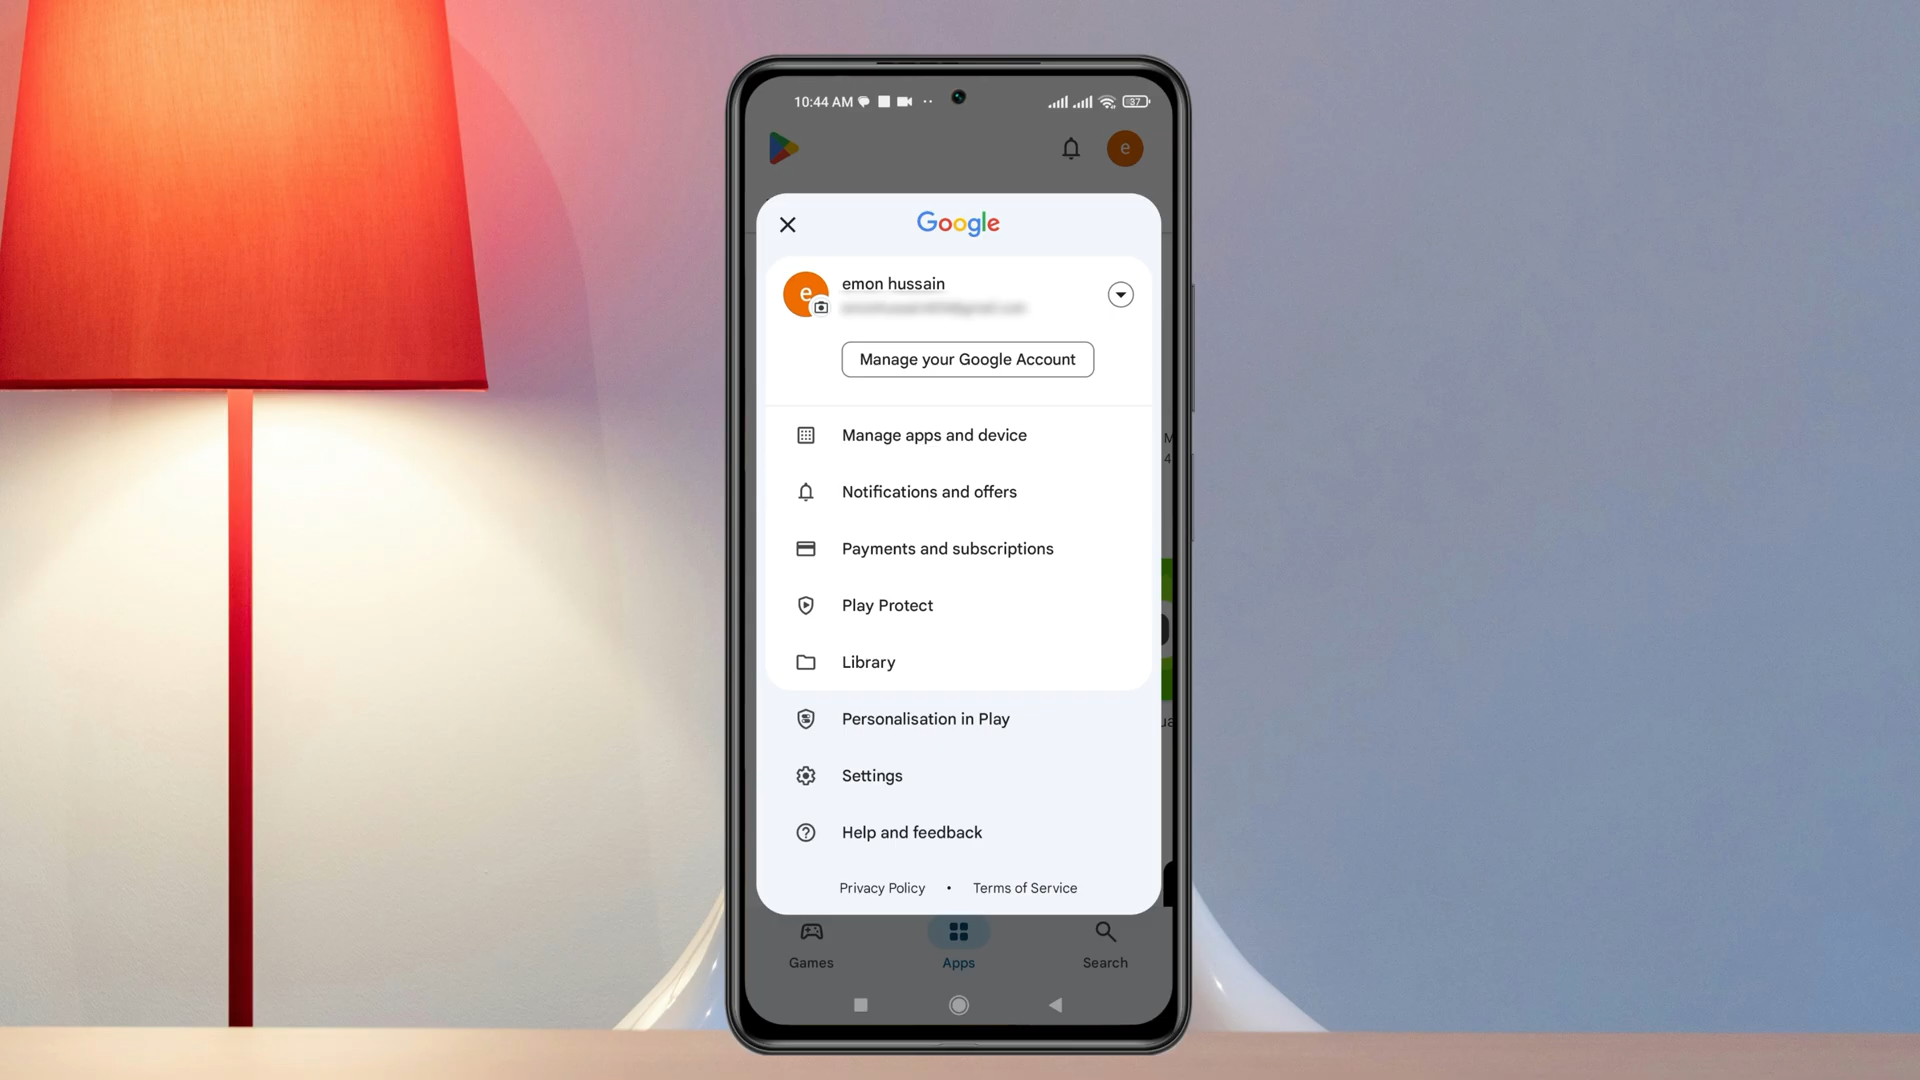 10:44 AM
37
e
Google
e
emon hussain
Manage your Google Account
Manage apps and device
Notifications and offers
Payments and subscriptions
Play Protect
Library
Personalisation in Play
Settings
Help and feedback
Privacy Policy • Terms of Service
Games
Apps
Search